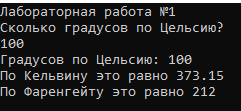 Лабораторная работа №1
Сколько градусов по Цельсию?
100
Градусов по Цельсию: 100
По Кельвину это равно 373.15
По Фаренгейту это равно 212